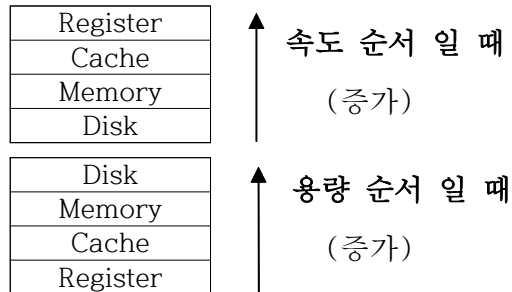 Register
Cache
Memory
Disk
속도 순서 일 때
(증가)
Disk
Memory
Cache
Register
용량 순서 일 때
(증가)